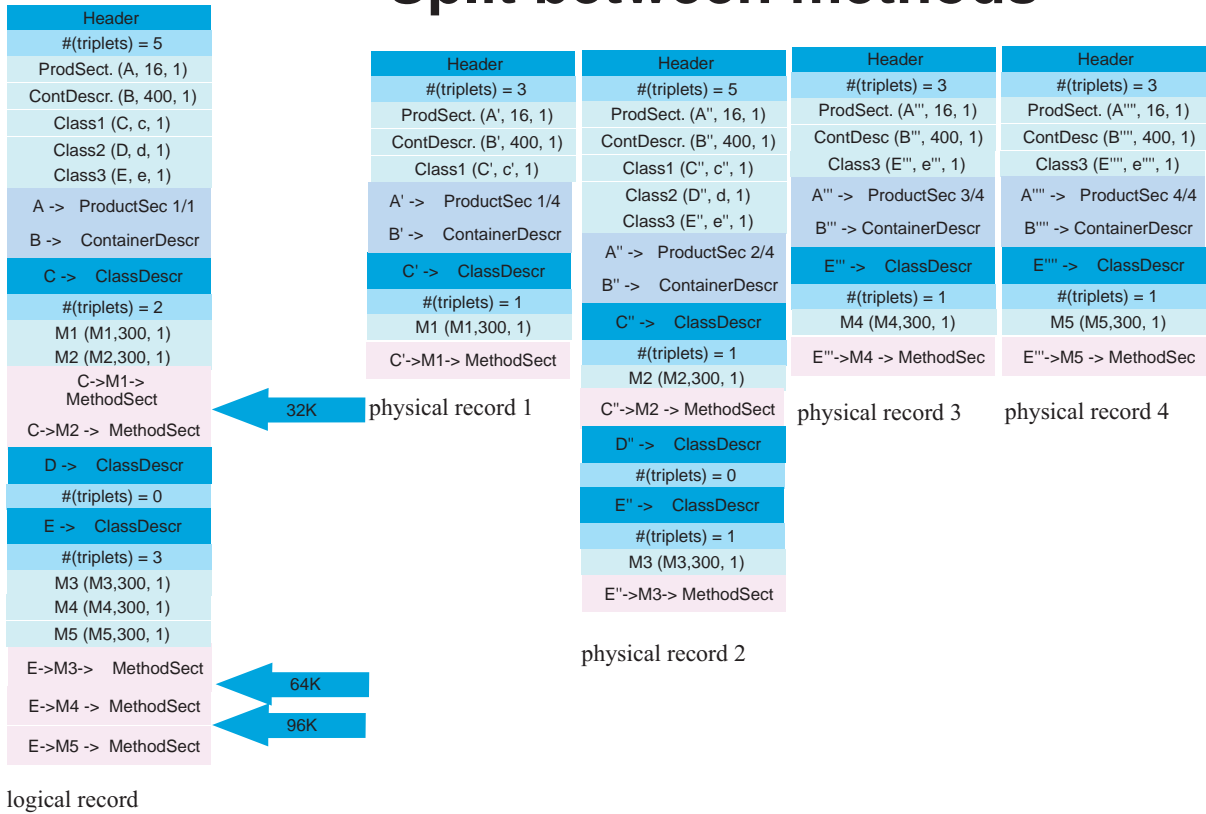 Split between methods
Header
#(triplets) = 5
ProdSect. (A, 16, 1)
ContDescr. (B, 400, 1)
Class1 (C, c, 1)
Class2 (D, d, 1)
Class3 (E, e, 1)
A -> ProductSec 1/1
B -> ContainerDescr
C -> ClassDescr
#(triplets) = 2
M1 (M1,300, 1)
M2 (M2,300, 1)
C->M1->
MethodSect
C->M2 -> MethodSect
D -> ClassDescr
#(triplets) = 0
E -> ClassDescr
#(triplets) = 3
M3 (M3,300, 1)
M4 (M4,300, 1)
M5 (M5,300, 1)
E->M3-> MethodSect
E->M4 -> MethodSect
E->M5 -> MethodSect
logical record
32K
64K
96K
Header
#(triplets) = 3
ProdSect. (A', 16, 1)
ContDescr. (B', 400, 1)
Class1 (C', c', 1)
A' -> ProductSec 1/4
B' -> ContainerDescr
C' -> ClassDescr
#(triplets) = 1
M1 (M1,300, 1)
C'->M1-> MethodSect
physical record 1
Header
#(triplets) = 5
ProdSect. (A'', 16, 1)
ContDescr. (B'', 400, 1)
Class1 (C'', c'', 1)
Class2 (D'', d, 1)
Class3 (E'', e'', 1)
A'' -> ProductSec 2/4
B'' -> ContainerDescr
C'' -> ClassDescr
#(triplets) = 1
M2 (M2,300, 1)
C''->M2 -> MethodSect
D'' -> ClassDescr
#(triplets) = 0
E'' -> ClassDescr
#(triplets) = 1
M3 (M3,300, 1)
E''->M3-> MethodSect
physical record 2
Header
#(triplets) = 3
ProdSect. (A''', 16, 1)
ContDesc (B''', 400, 1)
Class3 (E''', e''', 1)
A''' -> ProductSec 3/4
B''' -> ContainerDescr
E''' -> ClassDescr
#(triplets) = 1
M4 (M4,300, 1)
E'''->M4 -> MethodSec
physical record 3
Header
#(triplets) = 3
ProdSect. (A'''', 16, 1)
ContDesc (B'''', 400, 1)
Class3 (E'''', e'''', 1)
A'''' -> ProductSec 4/4
B'''' -> ContainerDescr
E'''' -> ClassDescr
#(triplets) = 1
M5 (M5,300, 1)
E'''->M5 -> MethodSec
physical record 4